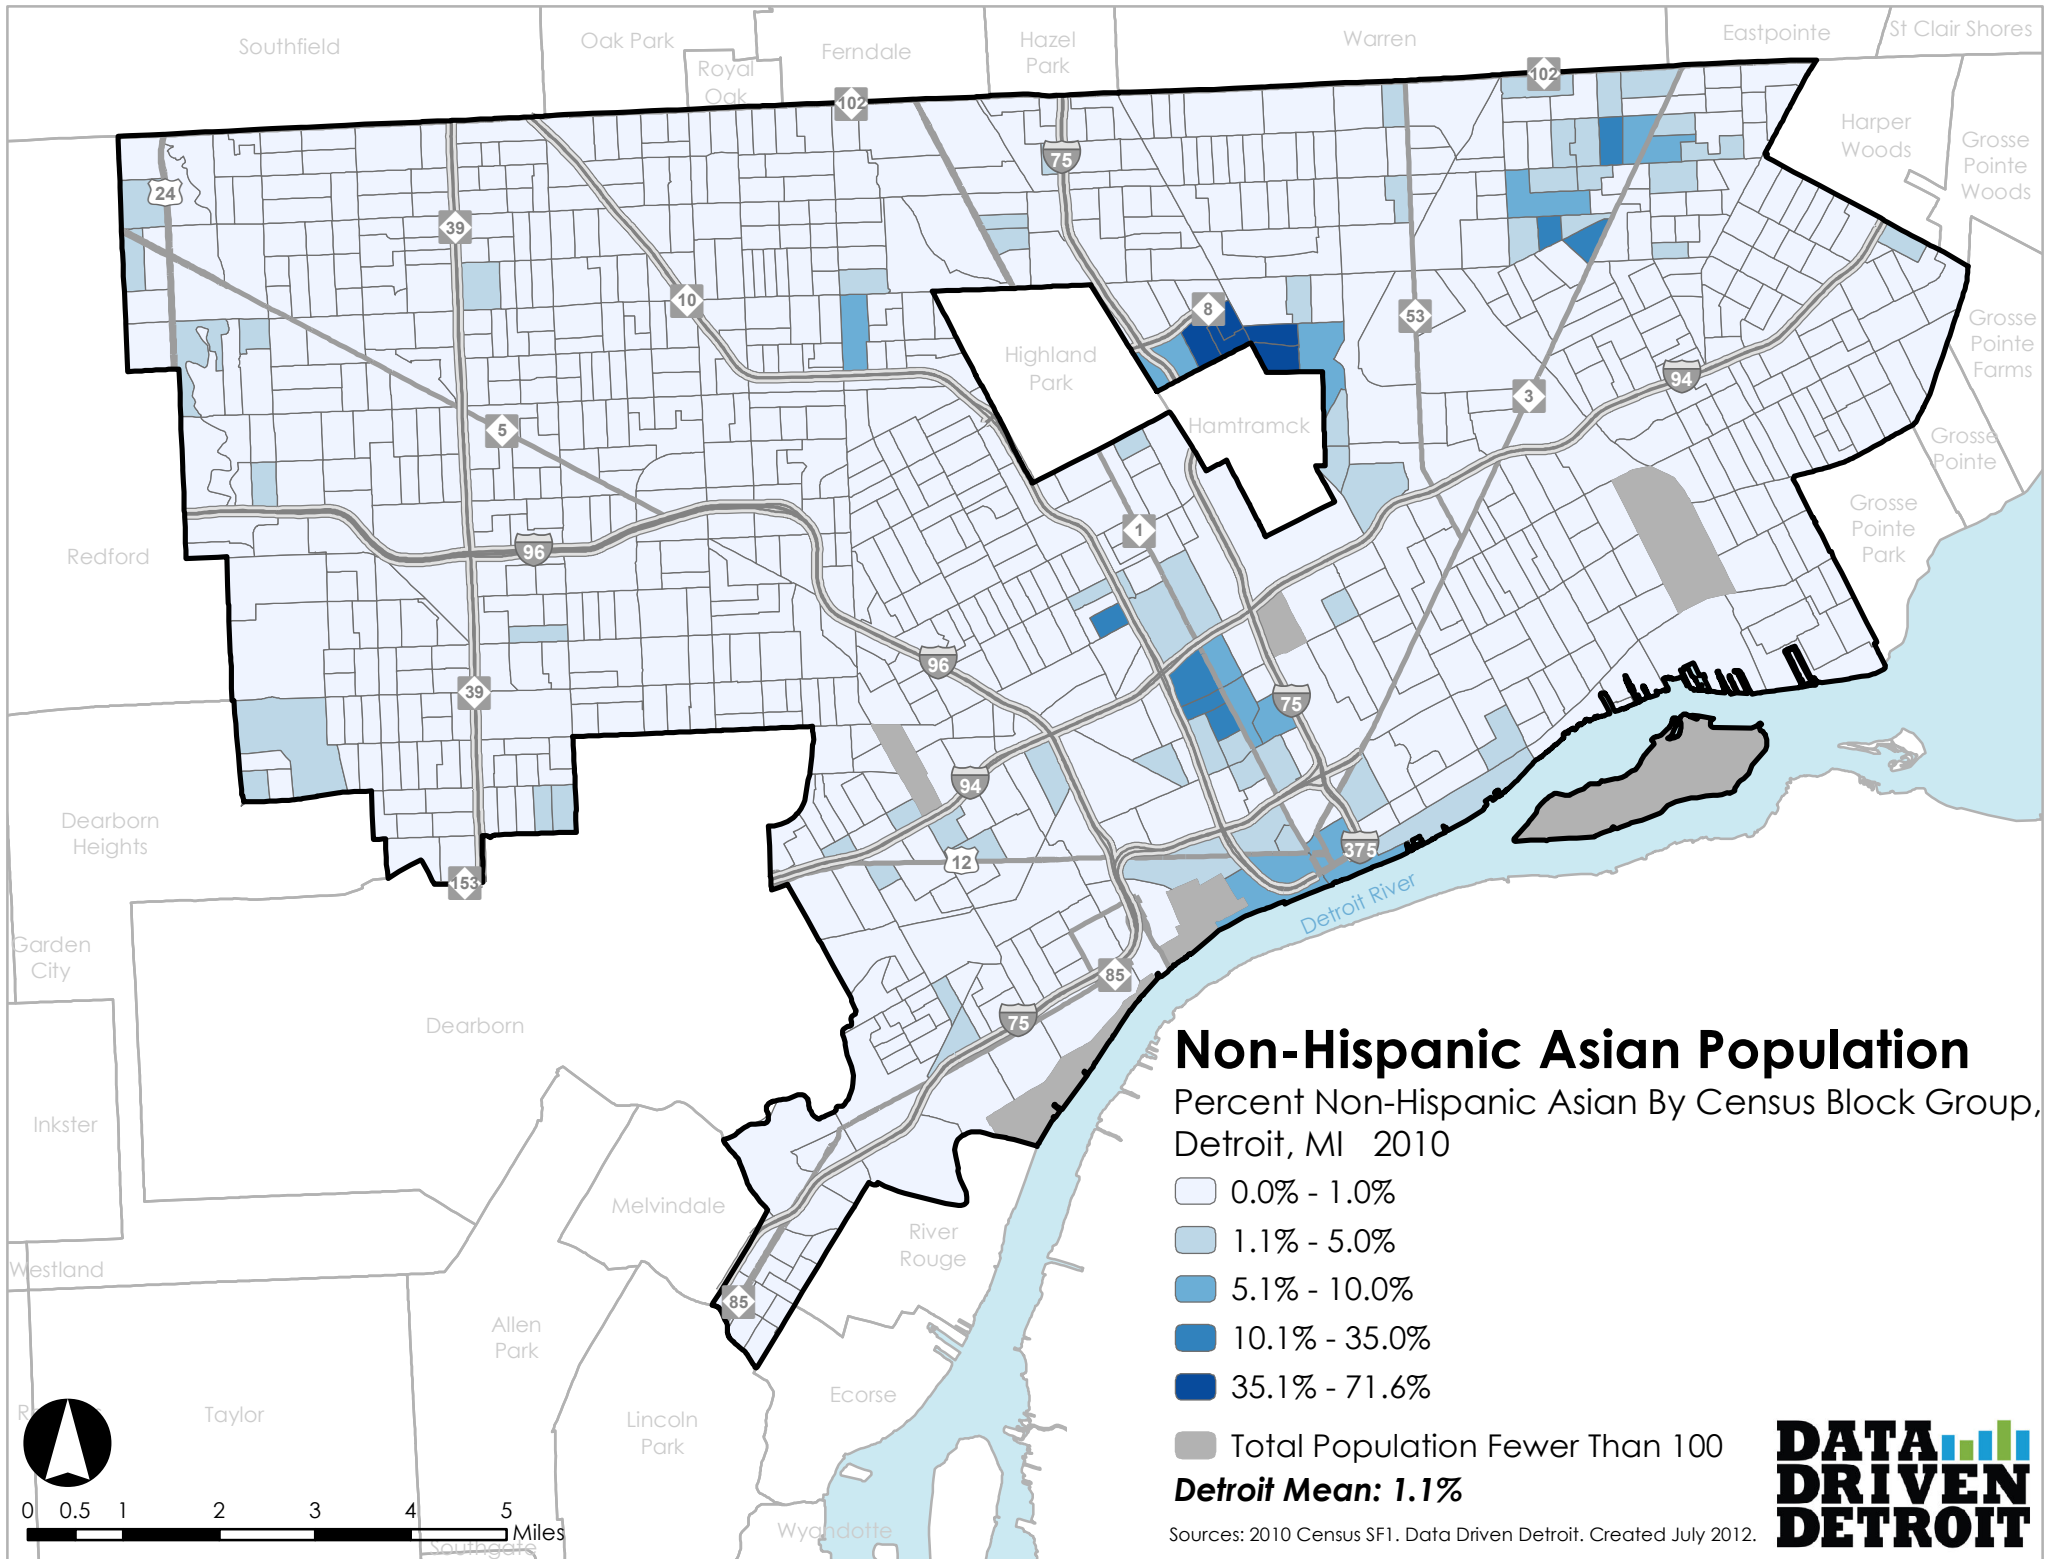 Southfield
Oak Park
Royal
Oak
Ferndale
Hazel
Park
Warren
Eastpointe
St Clair Shores
102
102
Harper
Woods
Grosse
Pointe
Woods
75
24
39
10
8
53
Highland
Park
Hamtramck
Grosse
Pointe
Farms
94
3
5
Grosse
Pointe
Grosse
Pointe
Park
1
96
Redford
96
39
75
94
12
375
Dearborn
Heights
153
Detroit River
Garden
City
85
75
Dearborn
Inkster
Melvindale
River
Rouge
Westland
85
Allen
Park
Ecorse
Taylor
Lincoln
Park
Wyandotte
Southgate
Non-Hispanic Asian Population
Percent Non-Hispanic Asian By Census Block Group,
Detroit, MI 2010
0.0% - 1.0%
1.1% - 5.0%
5.1% - 10.0%
10.1% - 35.0%
35.1% - 71.6%
Total Population Fewer Than 100
Detroit Mean: 1.1%
Sources: 2010 Census SF1. Data Driven Detroit. Created July 2012.
DATA
DRIVEN
DETROIT
0 0.5 1 2 3 4 5
Miles